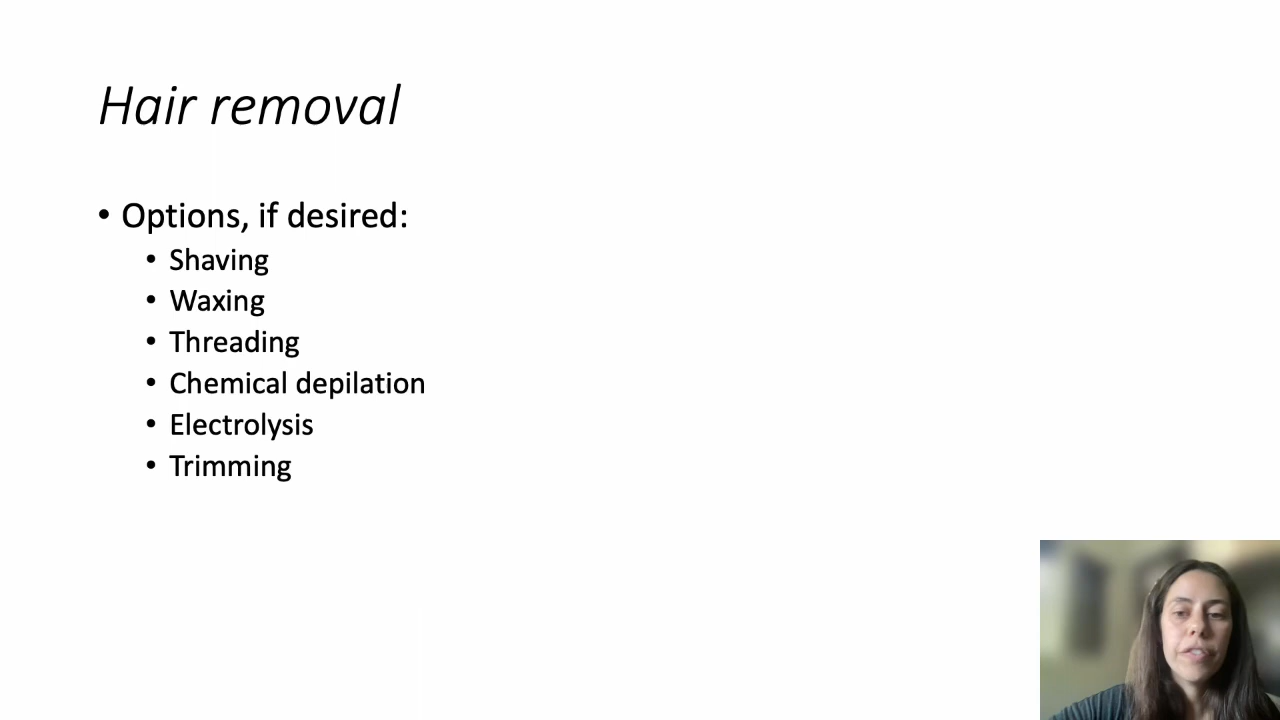 Hair removal
• Options, if desired:
• Shaving
• Waxing
• Threading
• Chemical depilation
• Electrolysis
• Trimming